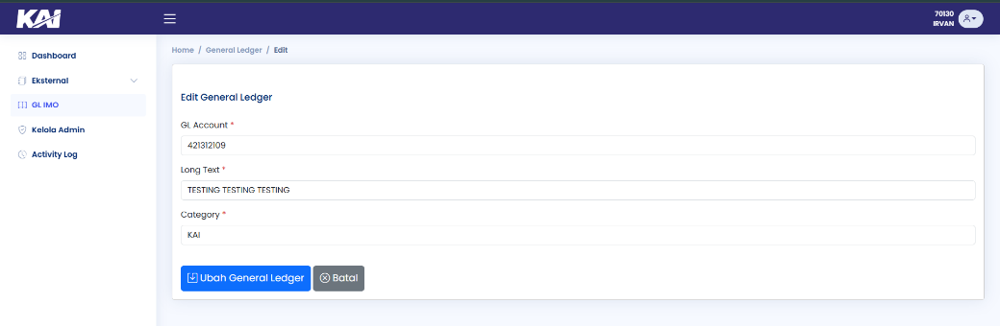 KAI
70130
IRVAN
Dashboard
Eksternal
GL IMO
Kelola Admin
Activity Log
Home / General Ledger / Edit
Edit General Ledger
GL Account *
421312109
Long Text *
TESTING TESTING TESTING
Category *
KAI
Ubah General Ledger
Batal